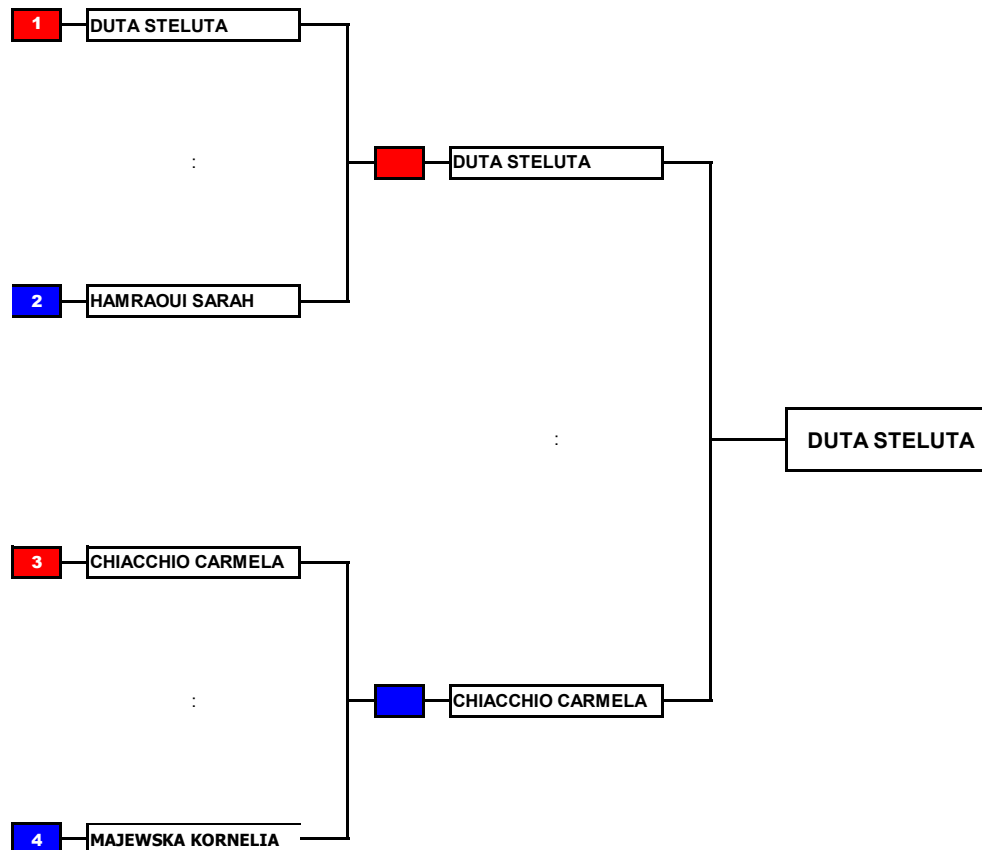 1 DUTA STELUTA
:
DUTA STELUTA
2 HAMRAOUI SARAH
:
DUTA STELUTA
3 CHIACCHIO CARMELA
:
CHIACCHIO CARMELA
4 MAJEWSKA KORNELIA